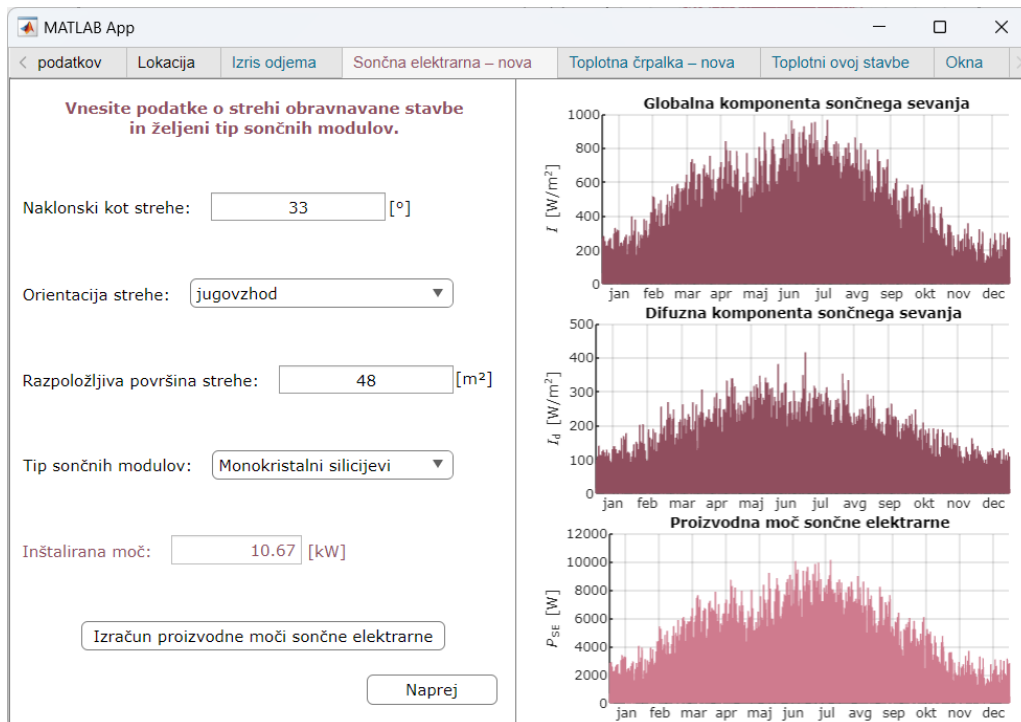 MATLAB App
podatkov
Lokacija
Izris odjema
Sončna elektrarna – nova
Toplotna črpalka – nova
Toplotni ovoj stavbe
Okna
Vnesite podatke o strehi obravnavane stavbe
in željeni tip sončnih modulov.
Naklonski kot strehe: 33 [°]
Orientacija strehe: jugovzhod
Razpoložljiva površina strehe: 48 [m²]
Tip sončnih modulov: Monokristalni silicijevi
Inštalirana moč: 10.67 [kW]
Izračun proizvodne moči sončne elektrarne
Naprej
Globalna komponenta sončnega sevanja
I [W/m²]
1000
800
600
400
200
0
jan feb mar apr maj jun jul avg sep okt nov dec
Difuzna komponenta sončnega sevanja
I_d [W/m²]
500
400
300
200
100
0
jan feb mar apr maj jun jul avg sep okt nov dec
Proizvodna moč sončne elektrarne
P_SE [W]
12000
10000
8000
6000
4000
2000
0
jan feb mar apr maj jun jul avg sep okt nov dec